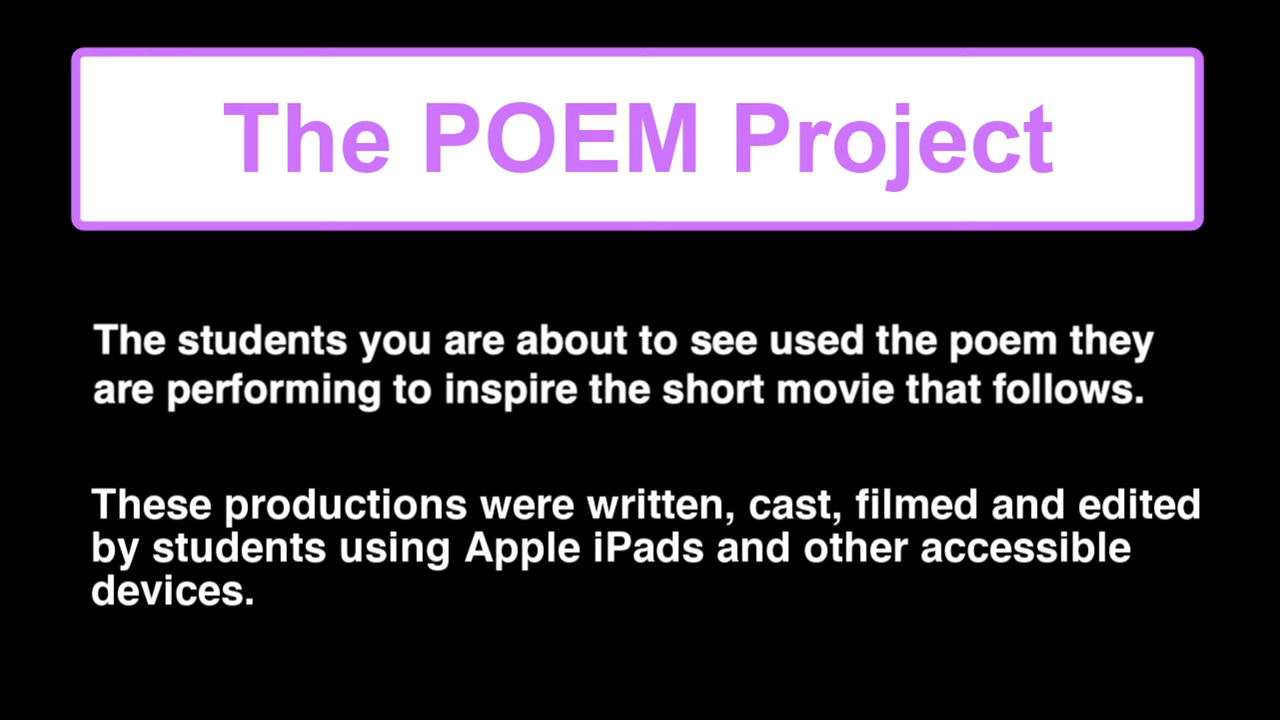 The POEM Project
The students you are about to see used the poem they
are performing to inspire the short movie that follows.
These productions were written, cast, filmed and edited
by students using Apple iPads and other accessible
devices.